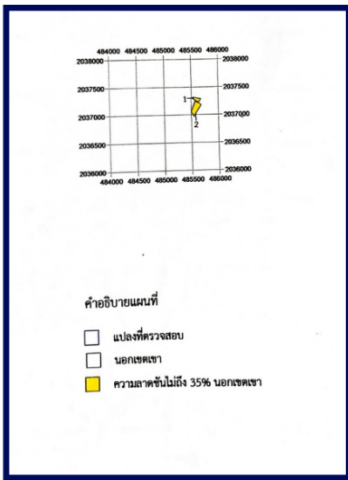 484000 484500 485000 485500 486000
2038000 2038000
2037500 2037500
1
2037000 2037000
2
2036500 2036500
2036000 2036000
484000 484500 485000 485500 486000
คำอธิบายแผนที่
แปลงที่ตรวจสอบ
นอกเขตเขา
ความลาดชันไม่ถึง 35% นอกเขตเขา